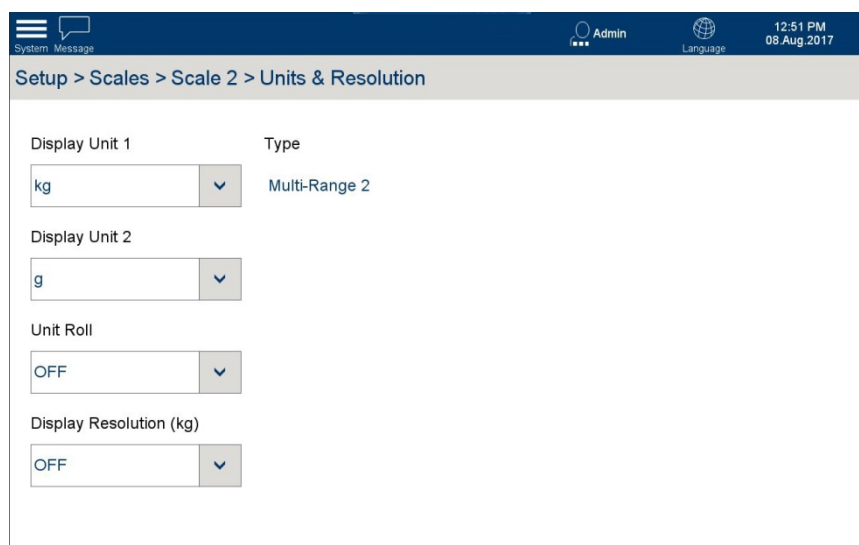 System Message Admin Language 12:51 PM
08.Aug.2017
Setup > Scales > Scale 2 > Units & Resolution
Display Unit 1 Type
kg Multi-Range 2
Display Unit 2
g
Unit Roll
OFF
Display Resolution (kg)
OFF